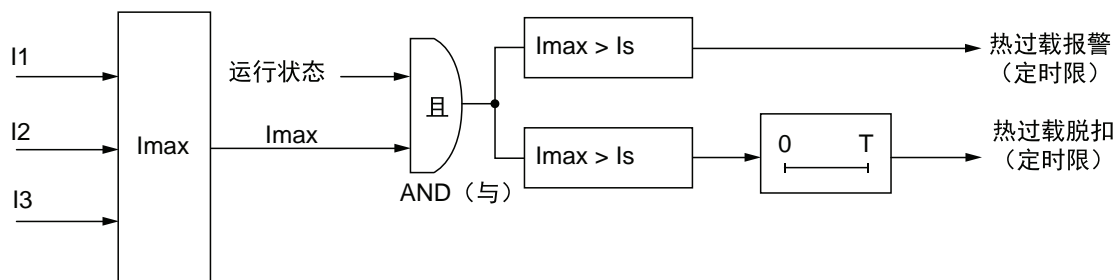 I1
I2
I3
Imax
运行状态
Imax
且
AND（与）
Imax > Is
Imax > Is
0 T
热过载报警
（定时限）
热过载脱扣
（定时限）